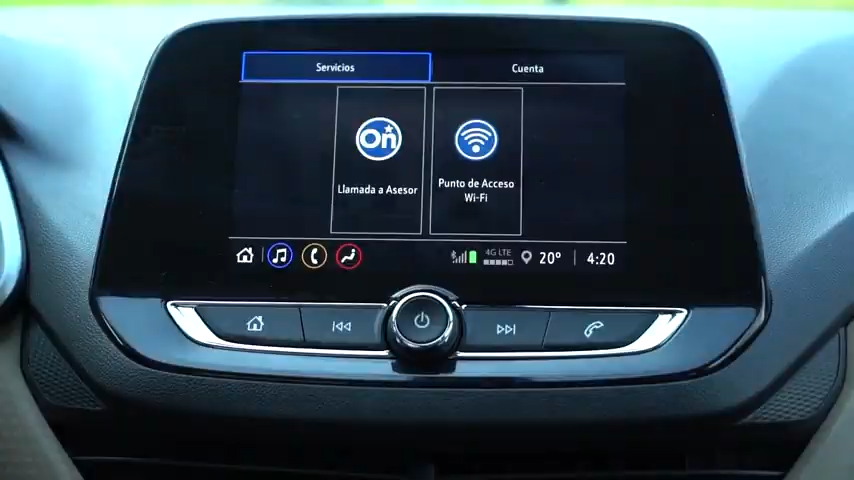 Servicios
Cuenta
On
Llamada a Asesor
Punto de Acceso
Wi-Fi
4G LTE
20°
4:20